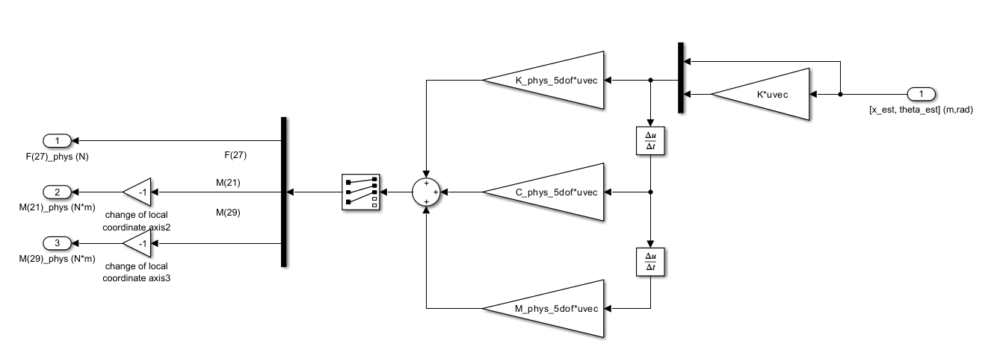 K_phys_5dof*uvec
K*uvec
1
[x_est, theta_est] (m,rad)
Δu
Δt
1
F(27)_phys (N)
F(27)
M(21)
+
+
+
C_phys_5dof*uvec
2
M(21)_phys (N*m)
-1
change of local
coordinate axis2
M(29)
3
M(29)_phys (N*m)
-1
change of local
coordinate axis3
Δu
Δt
M_phys_5dof*uvec